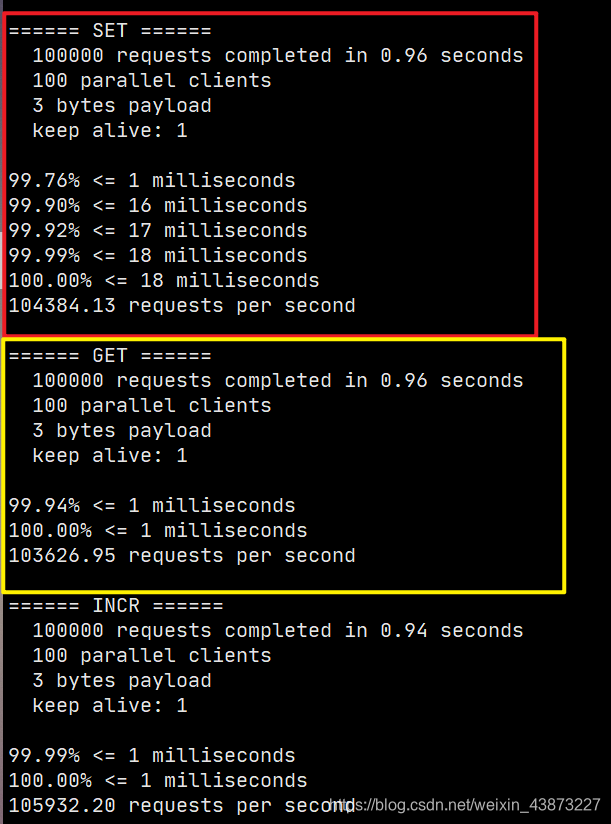 ====== SET ======
  100000 requests completed in 0.96 seconds
  100 parallel clients
  3 bytes payload
  keep alive: 1

99.76% <= 1 milliseconds
99.90% <= 16 milliseconds
99.92% <= 17 milliseconds
99.99% <= 18 milliseconds
100.00% <= 18 milliseconds
104384.13 requests per second

====== GET ======
  100000 requests completed in 0.96 seconds
  100 parallel clients
  3 bytes payload
  keep alive: 1

99.94% <= 1 milliseconds
100.00% <= 1 milliseconds
103626.95 requests per second

====== INCR ======
  100000 requests completed in 0.94 seconds
  100 parallel clients
  3 bytes payload
  keep alive: 1

99.99% <= 1 milliseconds
100.00% <= 1 milliseconds
105932.20 requests per second
https://blog.csdn.net/weixin_43873227